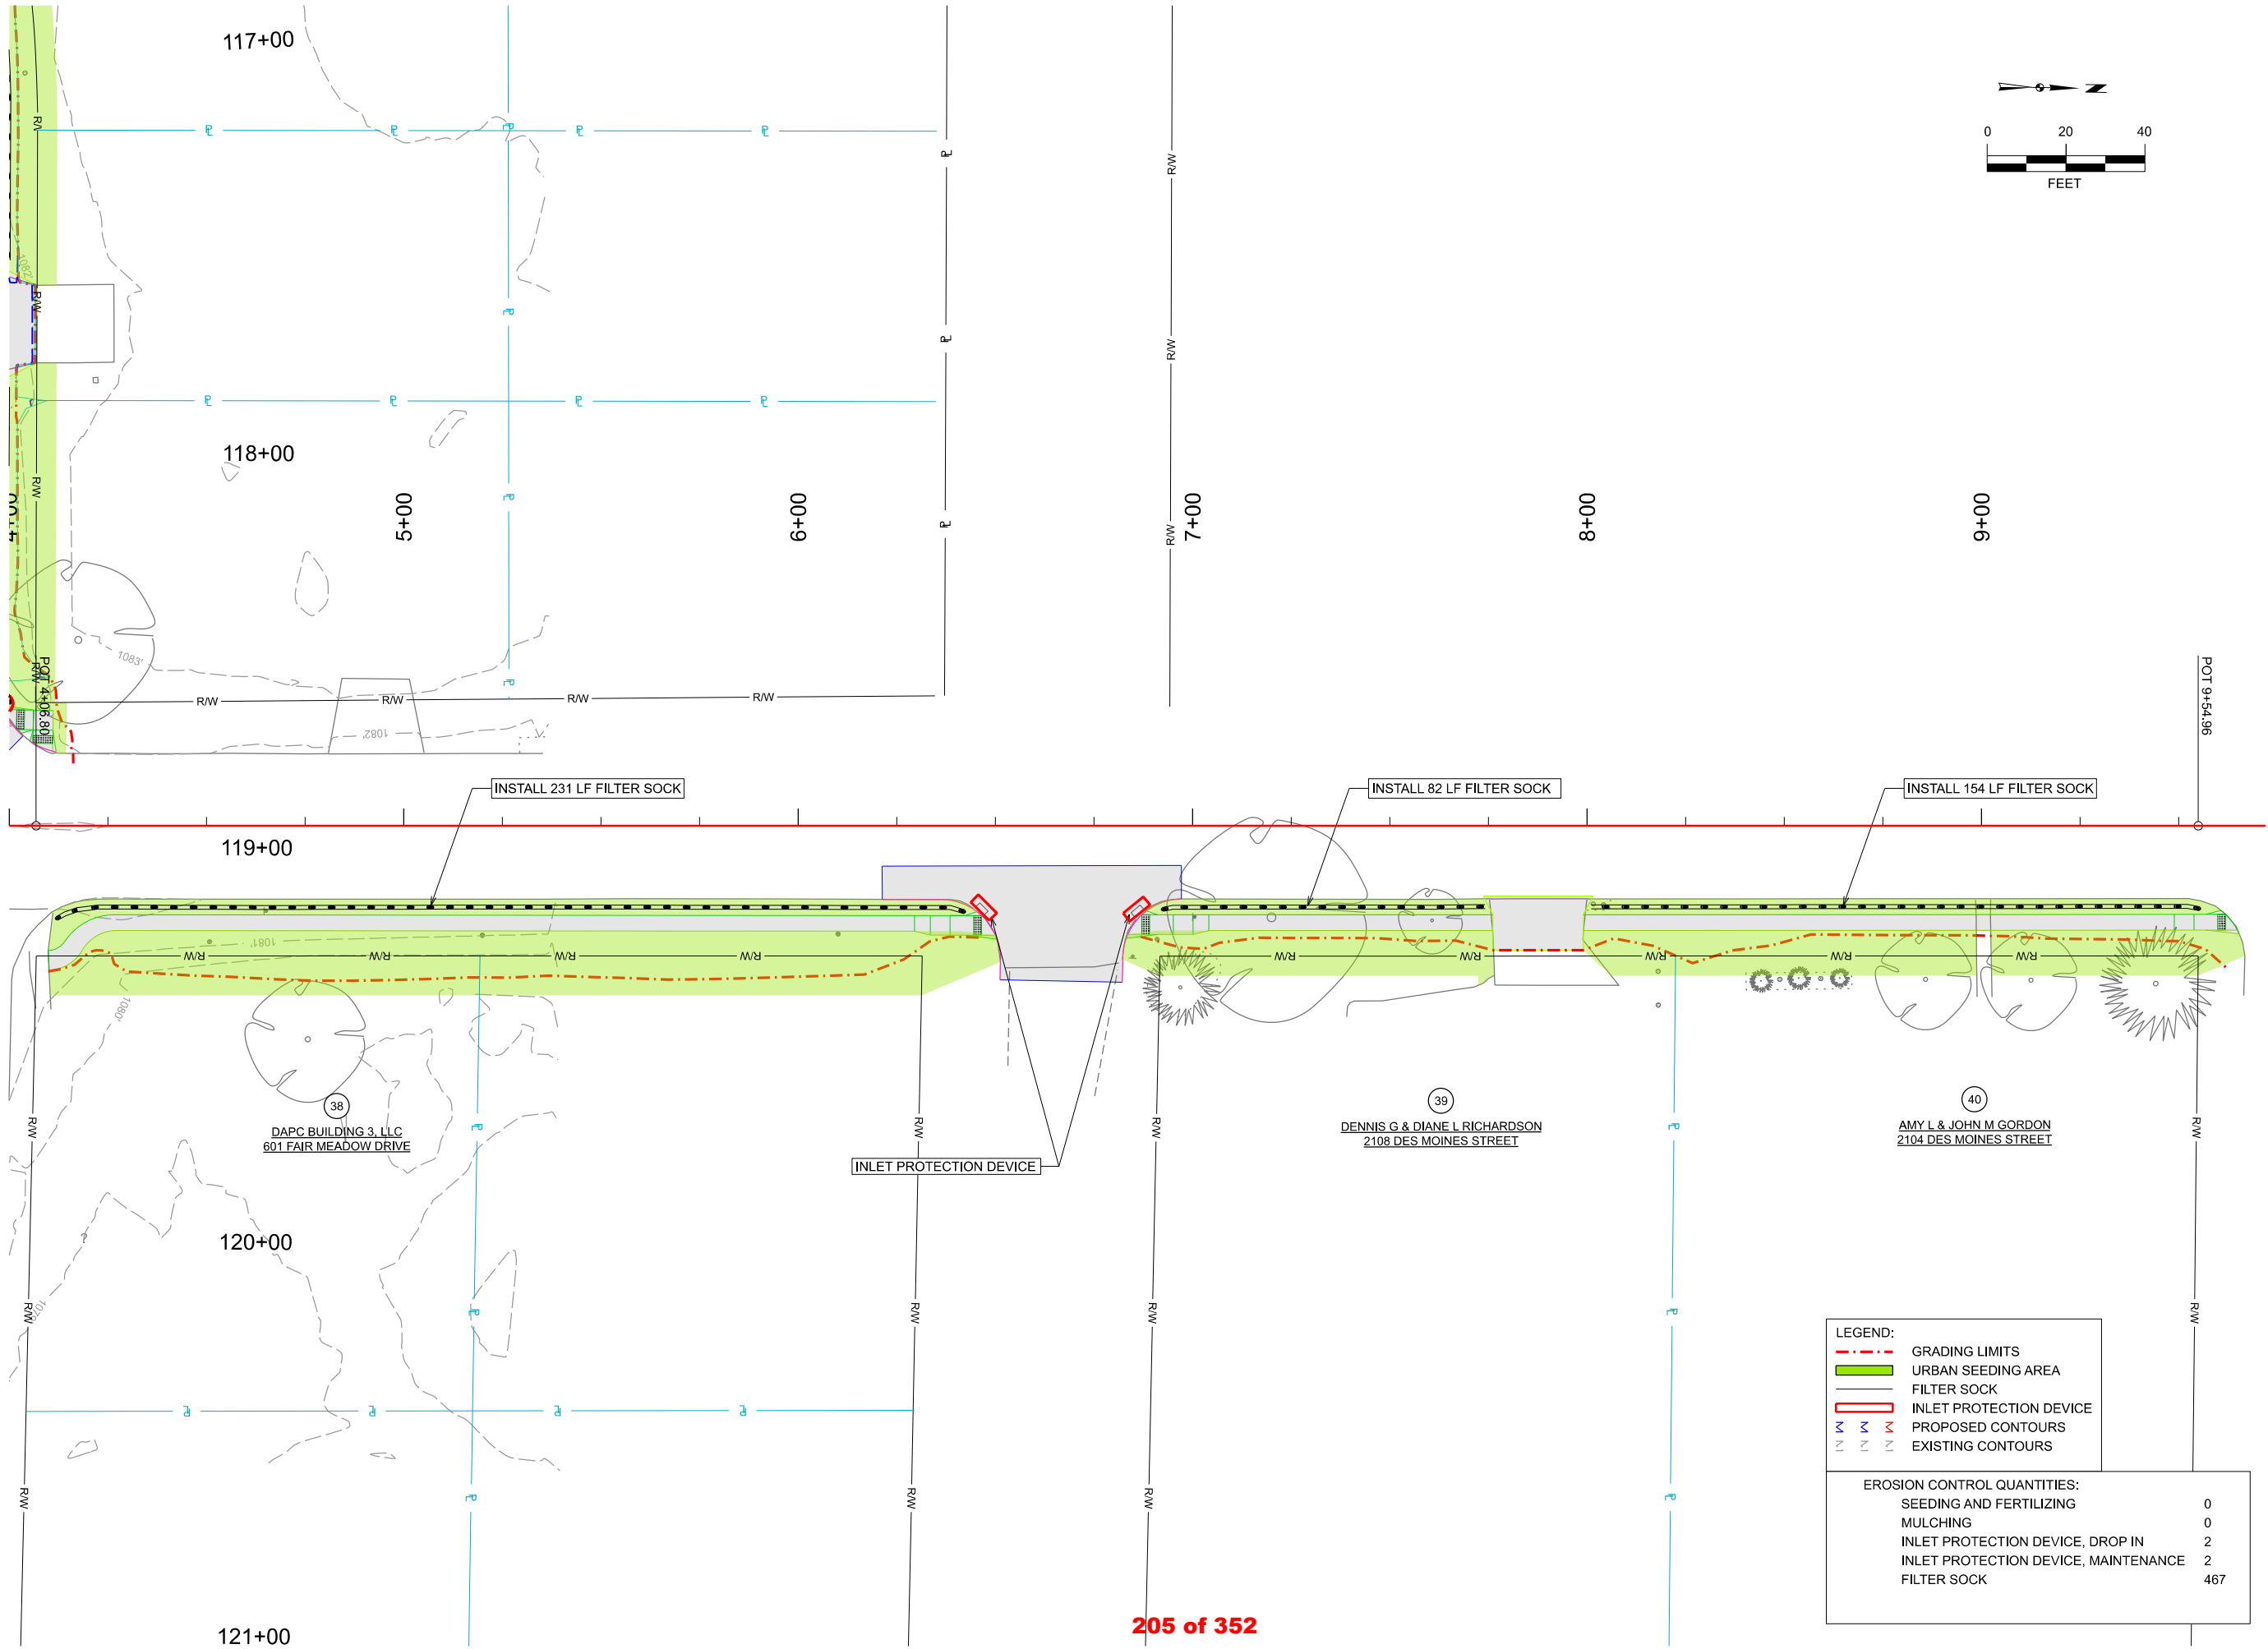 117+00
0 20 40
FEET
R/W
R/W
R/W
R/W
R/W
R/W
R/W
1082'
118+00
5+00
6+00
7+00
8+00
9+00
1083'
POT 4+06.80
POT 9+54.96
R/W R/W R/W R/W
1082'
INSTALL 231 LF FILTER SOCK
INSTALL 82 LF FILTER SOCK
INSTALL 154 LF FILTER SOCK
119+00
1081'
R/W R/W R/W R/W R/W R/W R/W R/W R/W
1080'
38
DAPC BUILDING 3, LLC
601 FAIR MEADOW DRIVE
39
DENNIS G & DIANE L RICHARDSON
2108 DES MOINES STREET
40
AMY L & JOHN M GORDON
2104 DES MOINES STREET
R/W R/W R/W R/W
INLET PROTECTION DEVICE
?
120+00
1079'
R/W R/W R/W R/W
LEGEND:
GRADING LIMITS
URBAN SEEDING AREA
FILTER SOCK
INLET PROTECTION DEVICE
PROPOSED CONTOURS
EXISTING CONTOURS
R/W R/W R/W
EROSION CONTROL QUANTITIES:
SEEDING AND FERTILIZING 0
MULCHING 0
INLET PROTECTION DEVICE, DROP IN 2
INLET PROTECTION DEVICE, MAINTENANCE 2
FILTER SOCK 467
121+00
205 of 352